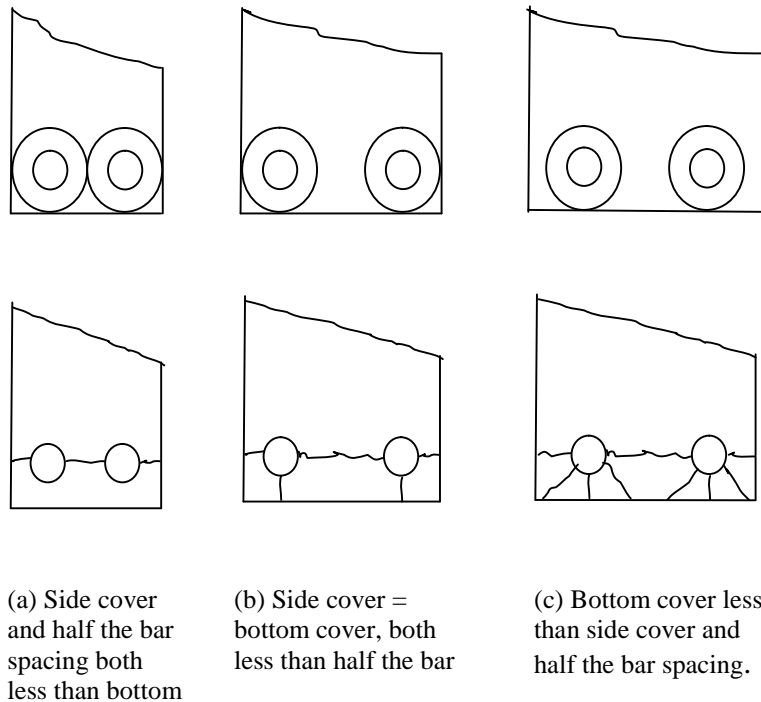 (a) Side cover
and half the bar
spacing both
less than bottom
(b) Side cover =
bottom cover, both
less than half the bar
(c) Bottom cover less
than side cover and
half the bar spacing.